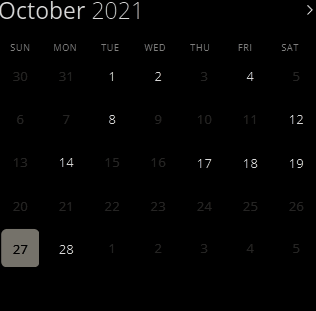 October 2021
SUN MON TUE WED THU FRI SAT
30 31 1 2 3 4 5
6 7 8 9 10 11 12
13 14 15 16 17 18 19
20 21 22 23 24 25 26
27 28 1 2 3 4 5